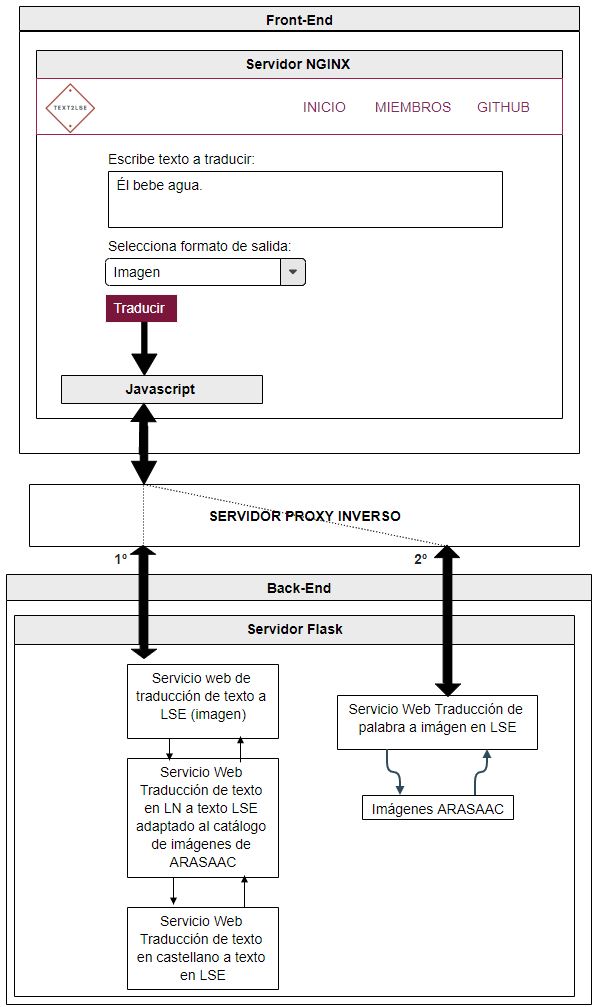 Front-End
Servidor NGINX
TEXT2LSE
INICIO MIEMBROS GITHUB
Escribe texto a traducir:
Él bebe agua.
Selecciona formato de salida:
Imagen
Traducir
Javascript
SERVIDOR PROXY INVERSO
1º
2º
Back-End
Servidor Flask
Servicio web de
traducción de texto a
LSE (imagen)
Servicio Web Traducción de
palabra a imágen en LSE
Servicio Web
Traducción de texto
en LN a texto LSE
adaptado al catálogo
de imágenes de
ARASAAC
Imágenes ARASAAC
Servicio Web
Traducción de texto
en castellano a texto
en LSE